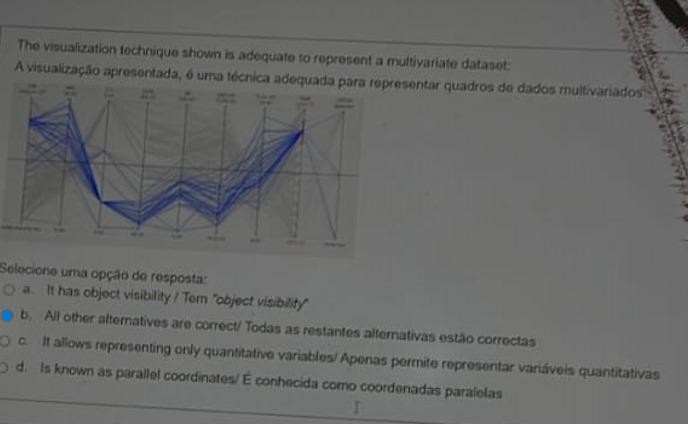 The visualization technique shown is adequate to represent a multivariate dataset:
A visualização apresentada, é uma técnica adequada para representar quadros de dados multivariados
Selecione uma opção de resposta:
a. It has object visibility / Tem "object visibility"
b. All other alternatives are correct/ Todas as restantes alternativas estão correctas
c. It allows representing only quantitative variables/ Apenas permite representar variáveis quantitativas
d. Is known as parallel coordinates/ É conhecida como coordenadas paralelas